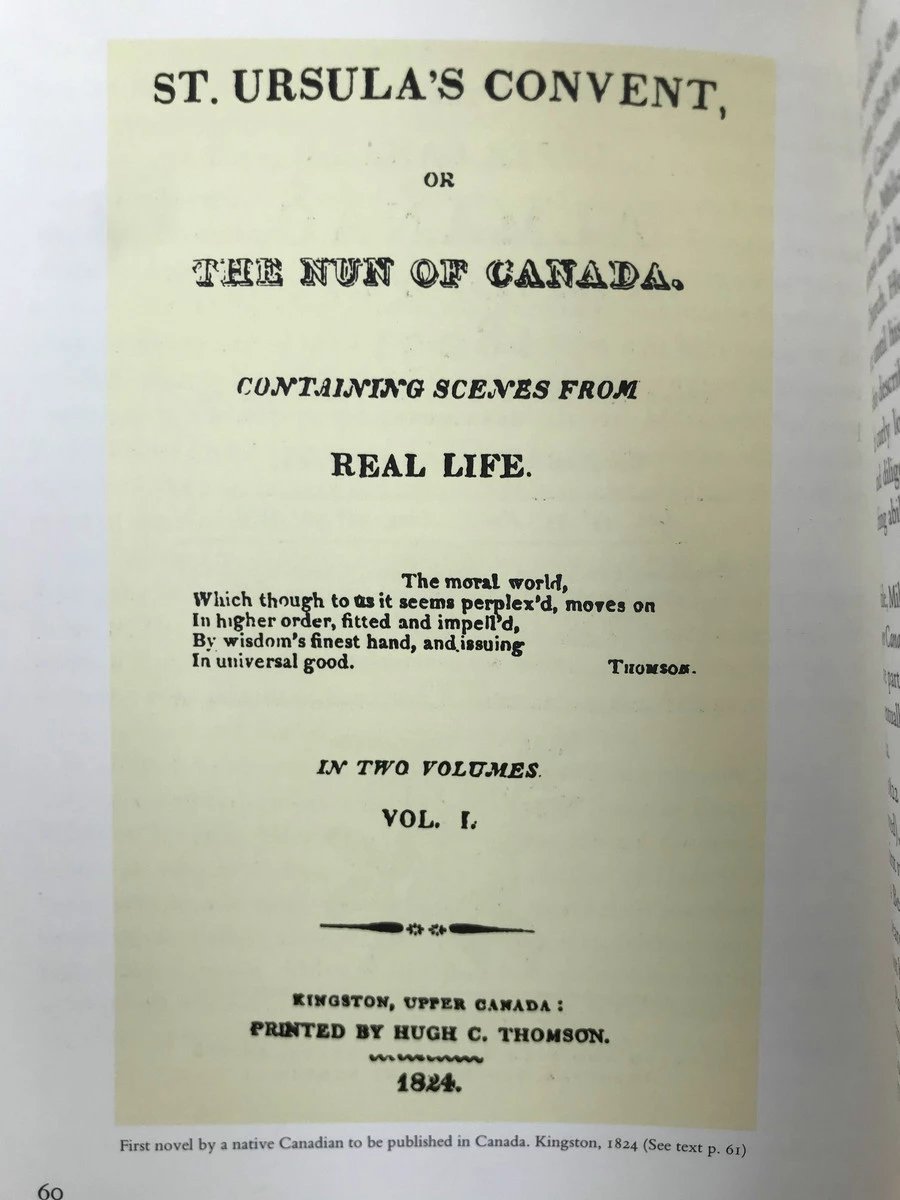 ST. URSULA'S CONVENT,
OR
THE NUN OF CANADA.
CONTAINING SCENES FROM
REAL LIFE.
The moral world,
Which though to us it seems perplex'd, moves on
In higher order, fitted and impell'd,
By wisdom's finest hand, and issuing
In universal good.
THOMSON.
IN TWO VOLUMES.
VOL. I.
KINGSTON, UPPER CANADA:
PRINTED BY HUGH C. THOMSON.
1824.
First novel by a native Canadian to be published in Canada. Kingston, 1824 (See text p. 61)
60